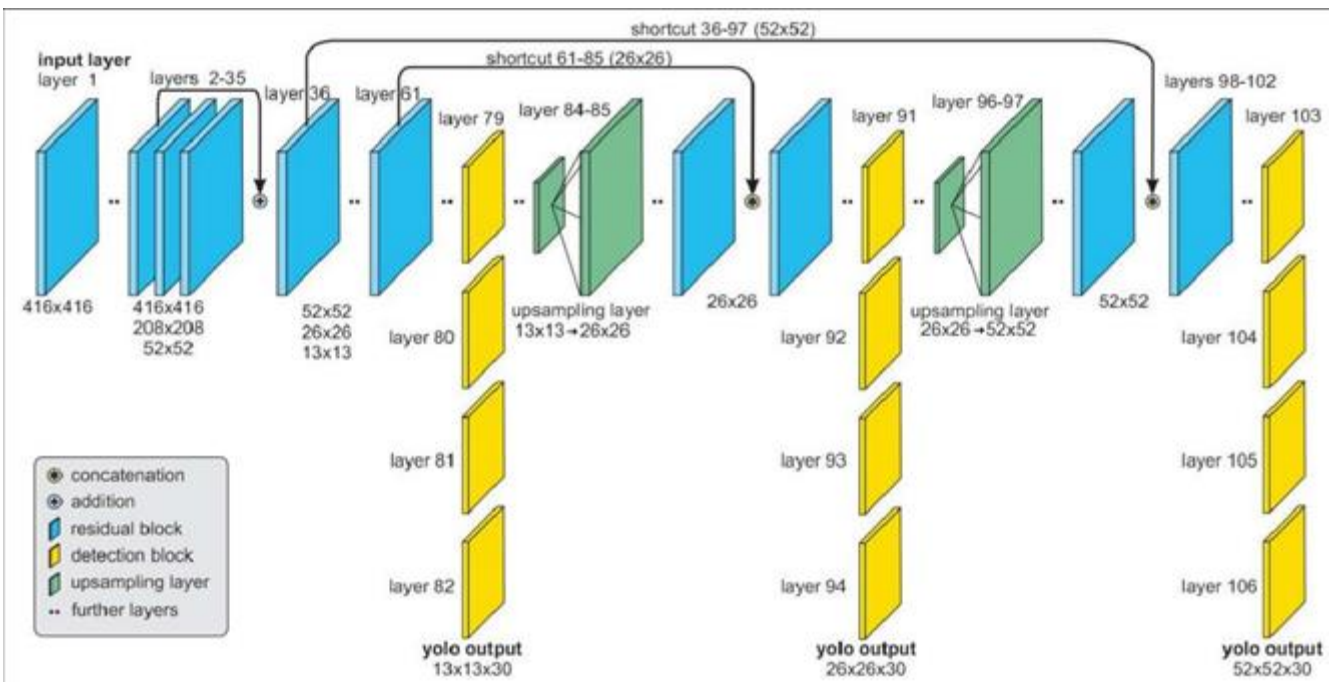 shortcut 36-97 (52x52)
shortcut 61-85 (26x26)
input layer
layer 1
layers 2-35
layer 36
layer 61
layer 79
layer 84-85
layer 91
layer 96-97
layers 98-102
layer 103
416x416
416x416
208x208
52x52
52x52
26x26
13x13
upsampling layer
13x13→26x26
26x26
upsampling layer
26x26→52x52
52x52
layer 80
layer 92
layer 104
layer 81
layer 93
layer 105
layer 82
layer 94
layer 106
concatenation
addition
residual block
detection block
upsampling layer
further layers
yolo output
13x13x30
yolo output
26x26x30
yolo output
52x52x30